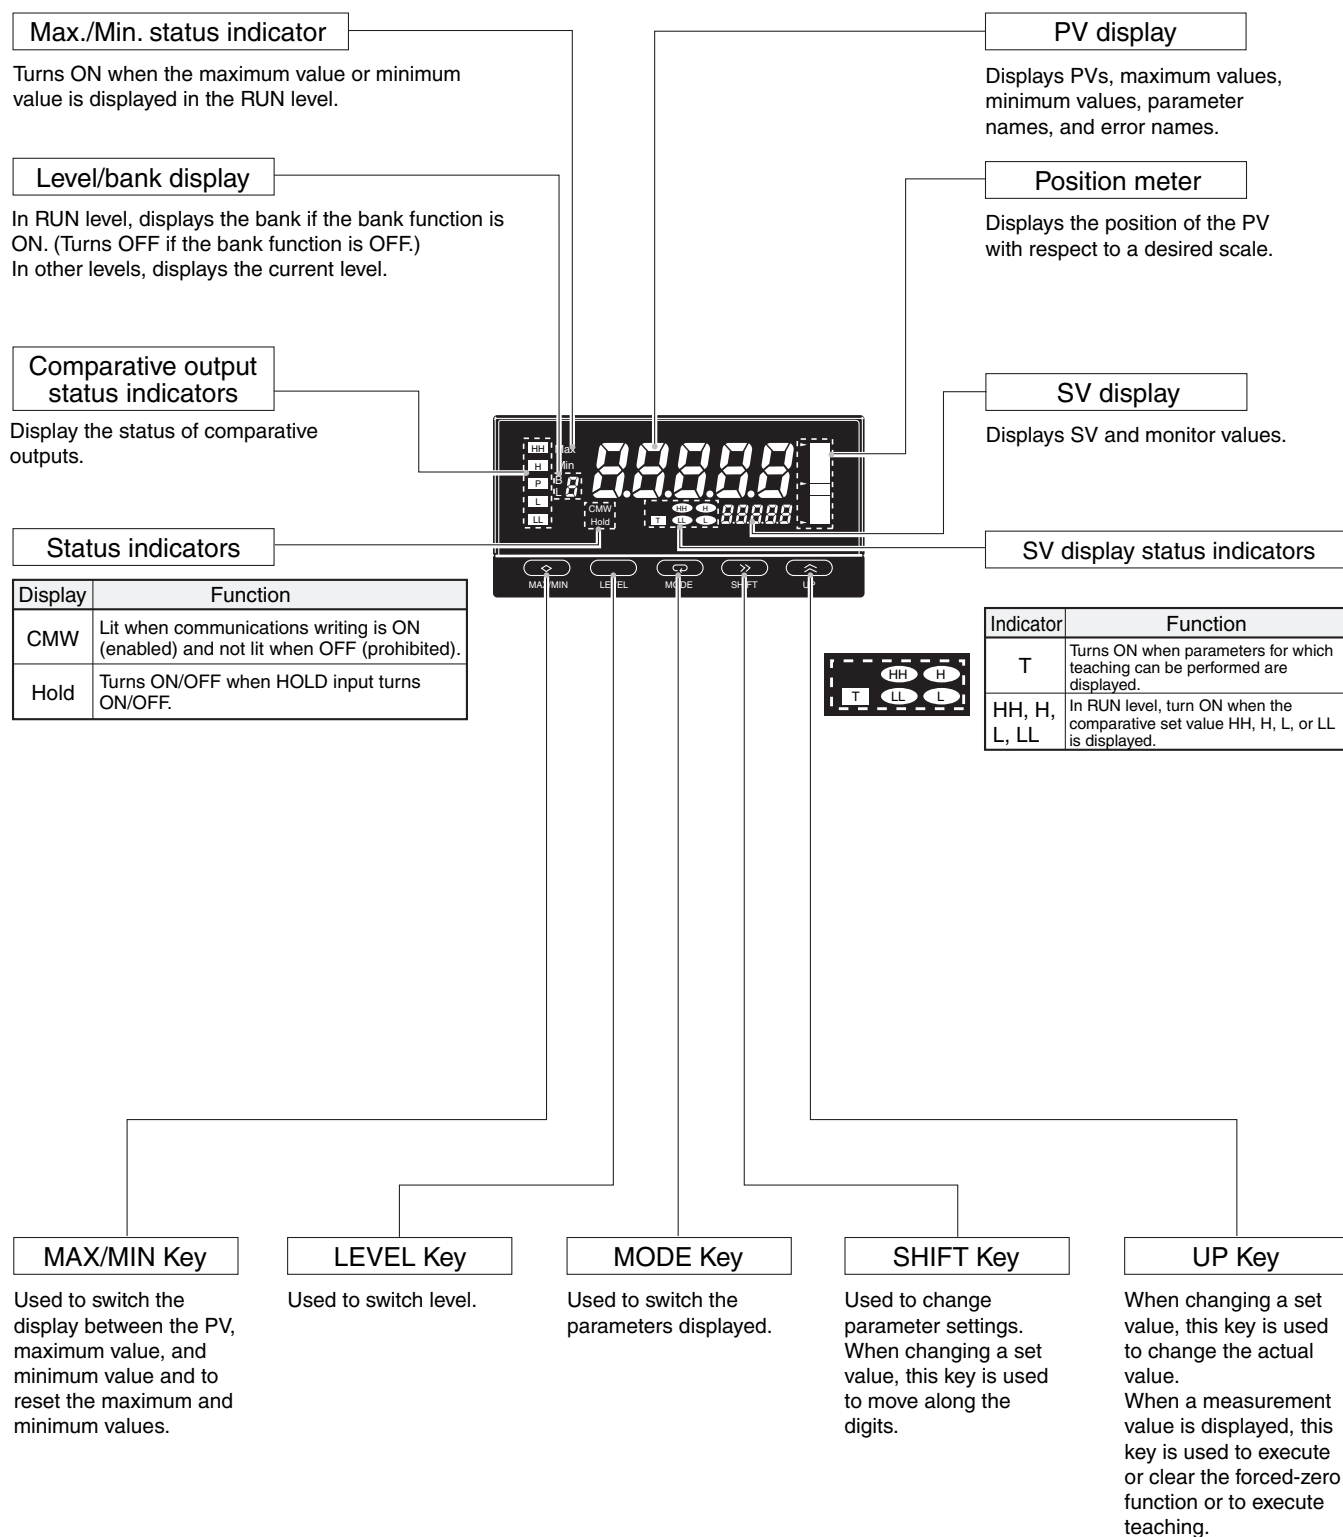 Max./Min. status indicator
Turns ON when the maximum value or minimum
value is displayed in the RUN level.
Level/bank display
In RUN level, displays the bank if the bank function is
ON. (Turns OFF if the bank function is OFF.)
In other levels, displays the current level.
Comparative output
status indicators
Display the status of comparative
outputs.
Status indicators
Display Function
CMW Lit when communications writing is ON
(enabled) and not lit when OFF (prohibited).
Hold Turns ON/OFF when HOLD input turns
ON/OFF.
PV display
Displays PVs, maximum values,
minimum values, parameter
names, and error names.
Position meter
Displays the position of the PV
with respect to a desired scale.
SV display
Displays SV and monitor values.
SV display status indicators
Indicator Function
T Turns ON when parameters for which
teaching can be performed are
displayed.
HH, H,
L, LL
In RUN level, turn ON when the
comparative set value HH, H, L, or LL
is displayed.
HH Max
H Min
P B 8
L L
LL
88888
CMW
Hold
HH H
T LL L
88888
MAX/MIN LEVEL MODE SHIFT UP
HH H
T LL L
MAX/MIN Key
Used to switch the
display between the PV,
maximum value, and
minimum value and to
reset the maximum and
minimum values.
LEVEL Key
Used to switch level.
MODE Key
Used to switch the
parameters displayed.
SHIFT Key
Used to change
parameter settings.
When changing a set
value, this key is used
to move along the
digits.
UP Key
When changing a set
value, this key is used
to change the actual
value.
When a measurement
value is displayed, this
key is used to execute
or clear the forced-zero
function or to execute
teaching.